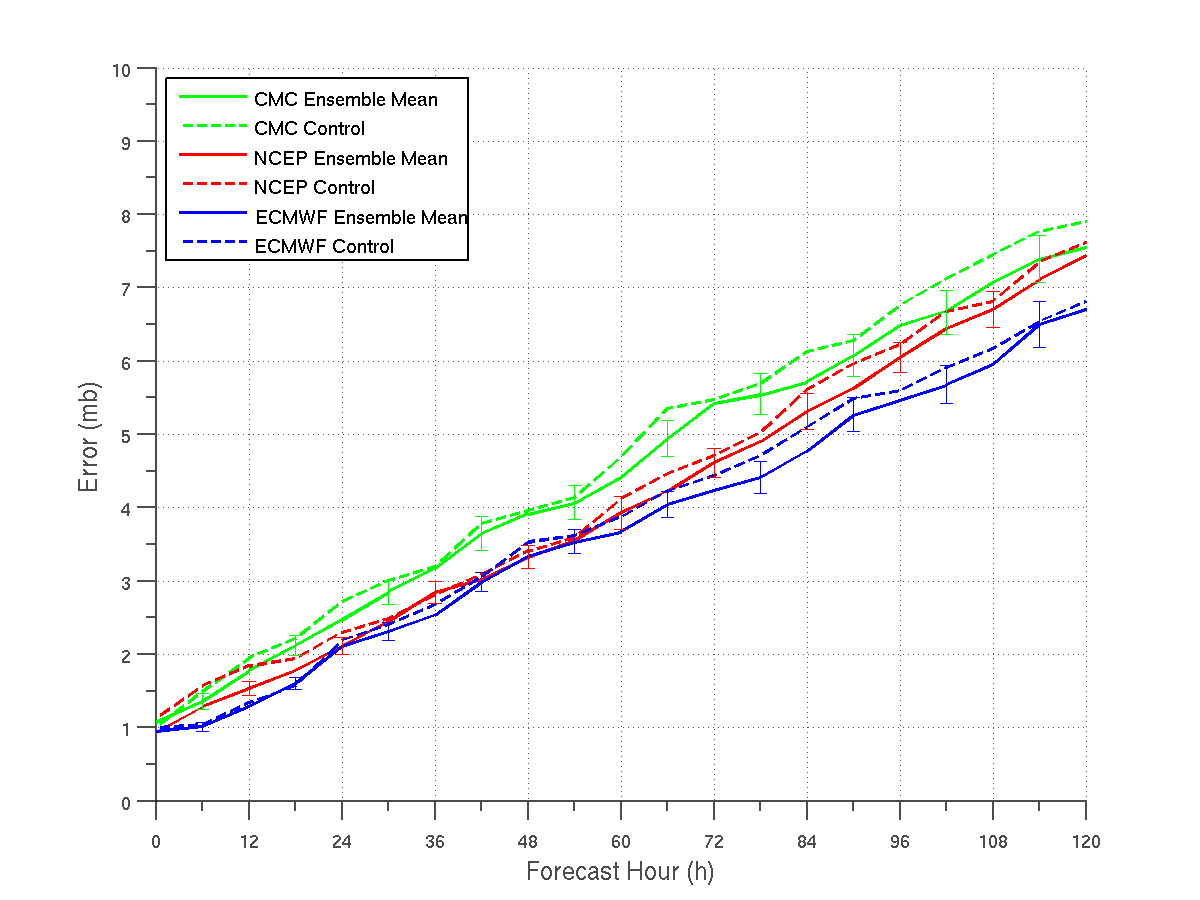 10
9
8
7
6
5
4
3
2
1
0
Error (mb)
CMC Ensemble Mean
CMC Control
NCEP Ensemble Mean
NCEP Control
ECMWF Ensemble Mean
ECMWF Control
0 12 24 36 48 60 72 84 96 108 120
Forecast Hour (h)